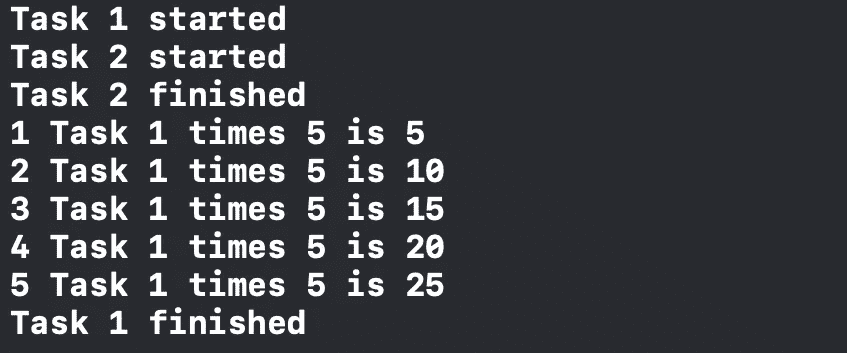 Task 1 started
Task 2 started
Task 2 finished
1 Task 1 times 5 is 5
2 Task 1 times 5 is 10
3 Task 1 times 5 is 15
4 Task 1 times 5 is 20
5 Task 1 times 5 is 25
Task 1 finished